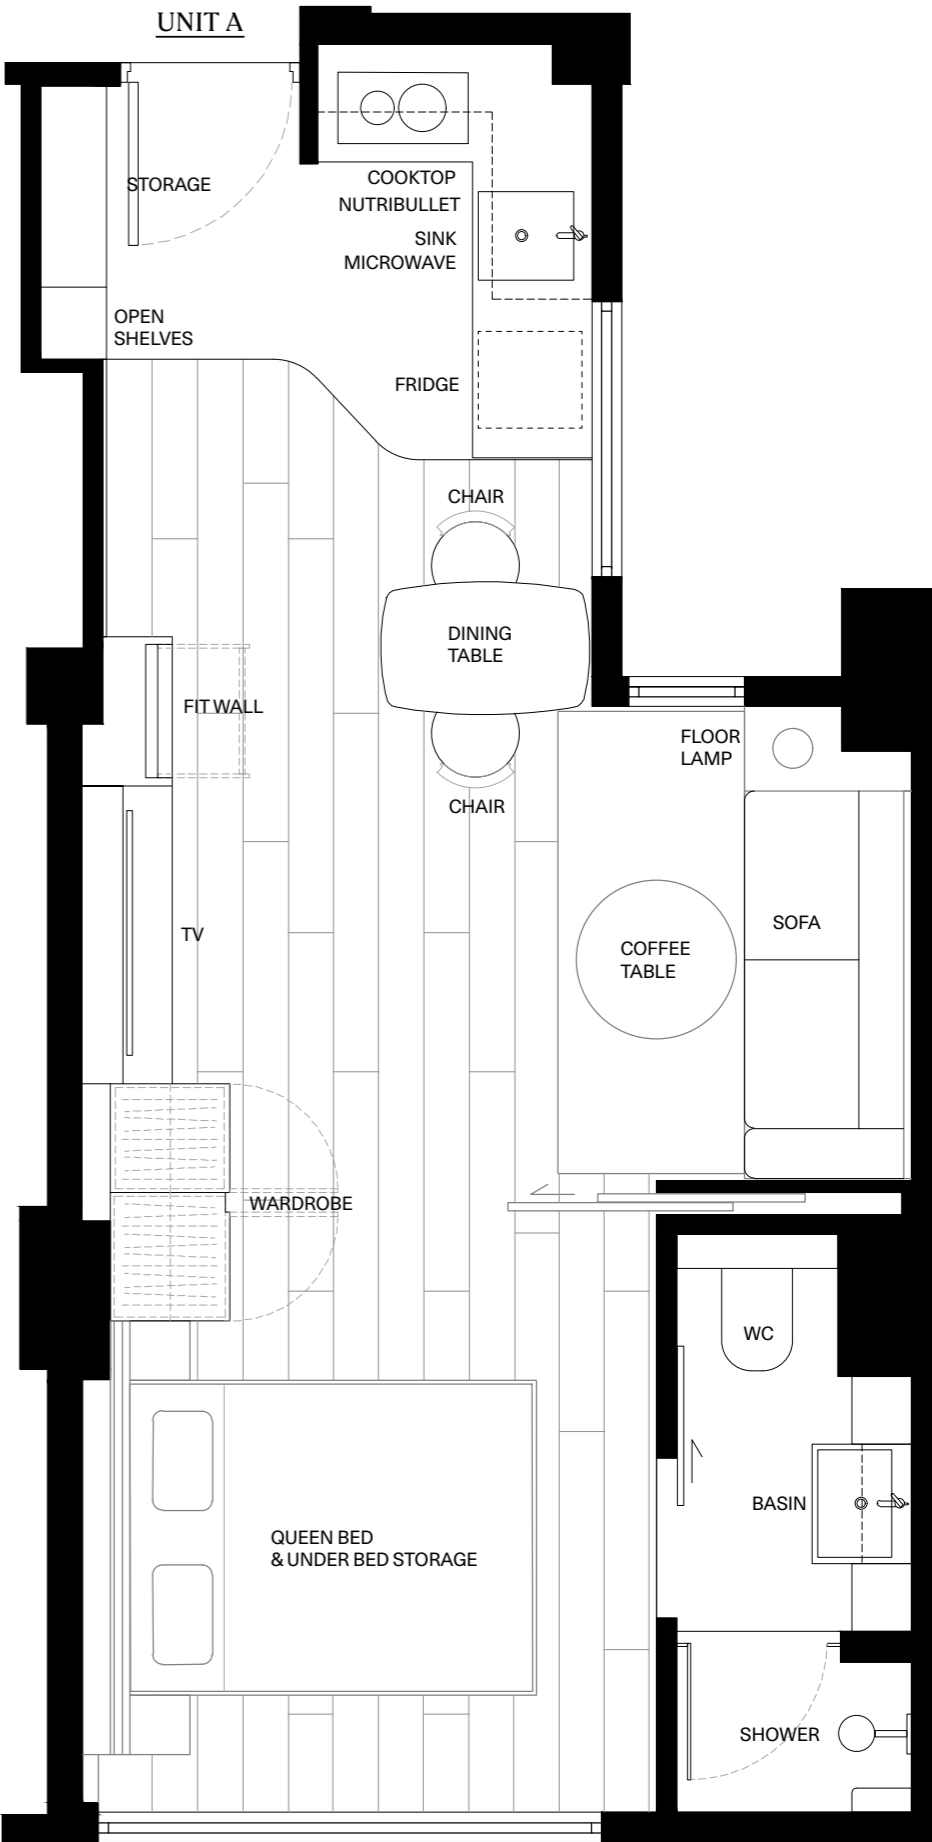 UNIT A
STORAGE
COOKTOP
NUTRIBULLET
SINK
MICROWAVE
OPEN
SHELVES
FRIDGE
CHAIR
DINING
TABLE
FIT WALL
FLOOR
LAMP
CHAIR
TV
SOFA
COFFEE
TABLE
WARDROBE
WC
BASIN
QUEEN BED
& UNDER BED STORAGE
SHOWER